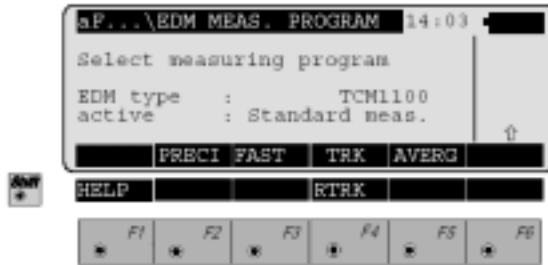 aF...\EDM MEAS. PROGRAM 14:03
Select measuring program
EDM type : TCM1100
active : Standard meas.
PRECI FAST TRK AVERG
Shift HELP RTRK
F1 F2 F3 F4 F5 F6